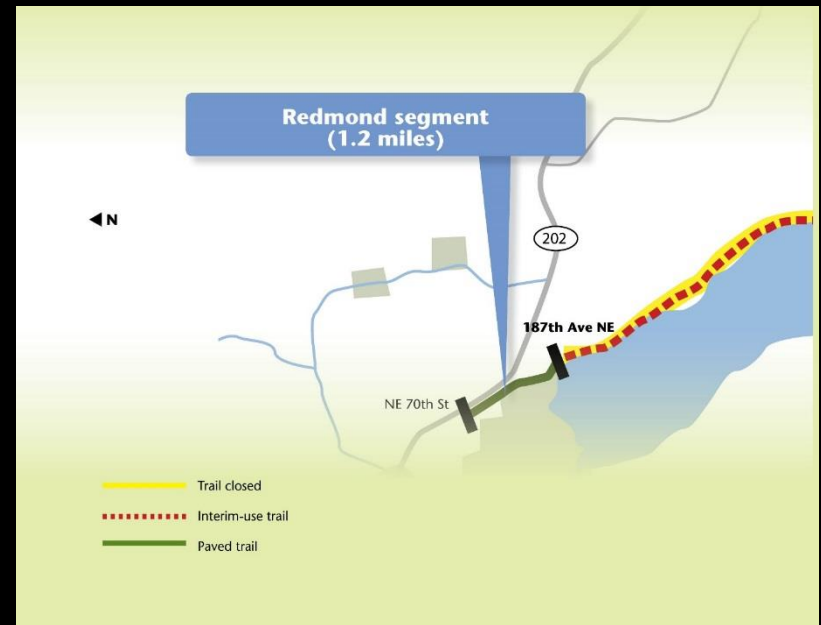 Redmond segment
(1.2 miles)
N
202
187th Ave NE
NE 70th St
Trail closed
Interim-use trail
Paved trail